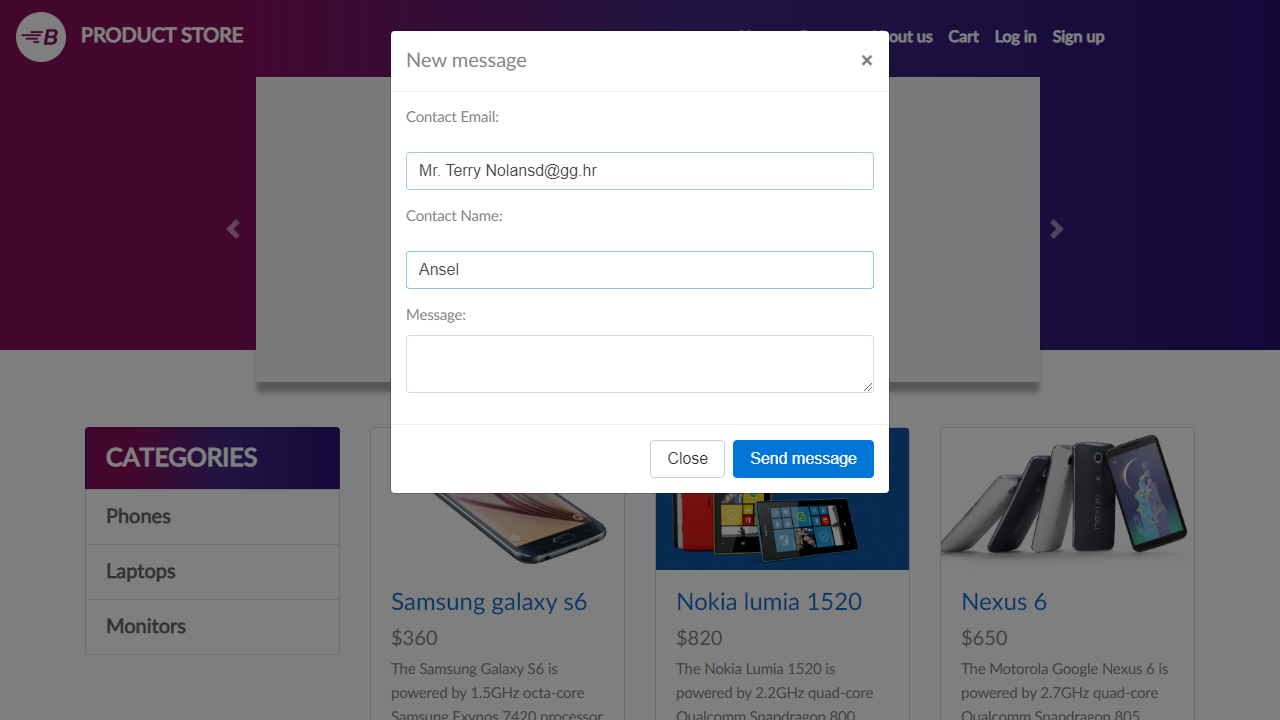 B PRODUCT STORE
out us Cart Log in Sign up
New message
×
Contact Email:
Mr. Terry Nolansd@gg.hr
Contact Name:
Ansel
Message:
Close Send message
CATEGORIES
Phones
Laptops
Monitors
Samsung galaxy s6
$360
The Samsung Galaxy S6 is
powered by 1.5GHz octa-core
Samsung Exynos 7420 processor
Nokia lumia 1520
$820
The Nokia Lumia 1520 is
powered by 2.2GHz quad-core
Qualcomm Snapdragon 800
Nexus 6
$650
The Motorola Google Nexus 6 is
powered by 2.7GHz quad-core
Qualcomm Snapdragon 805